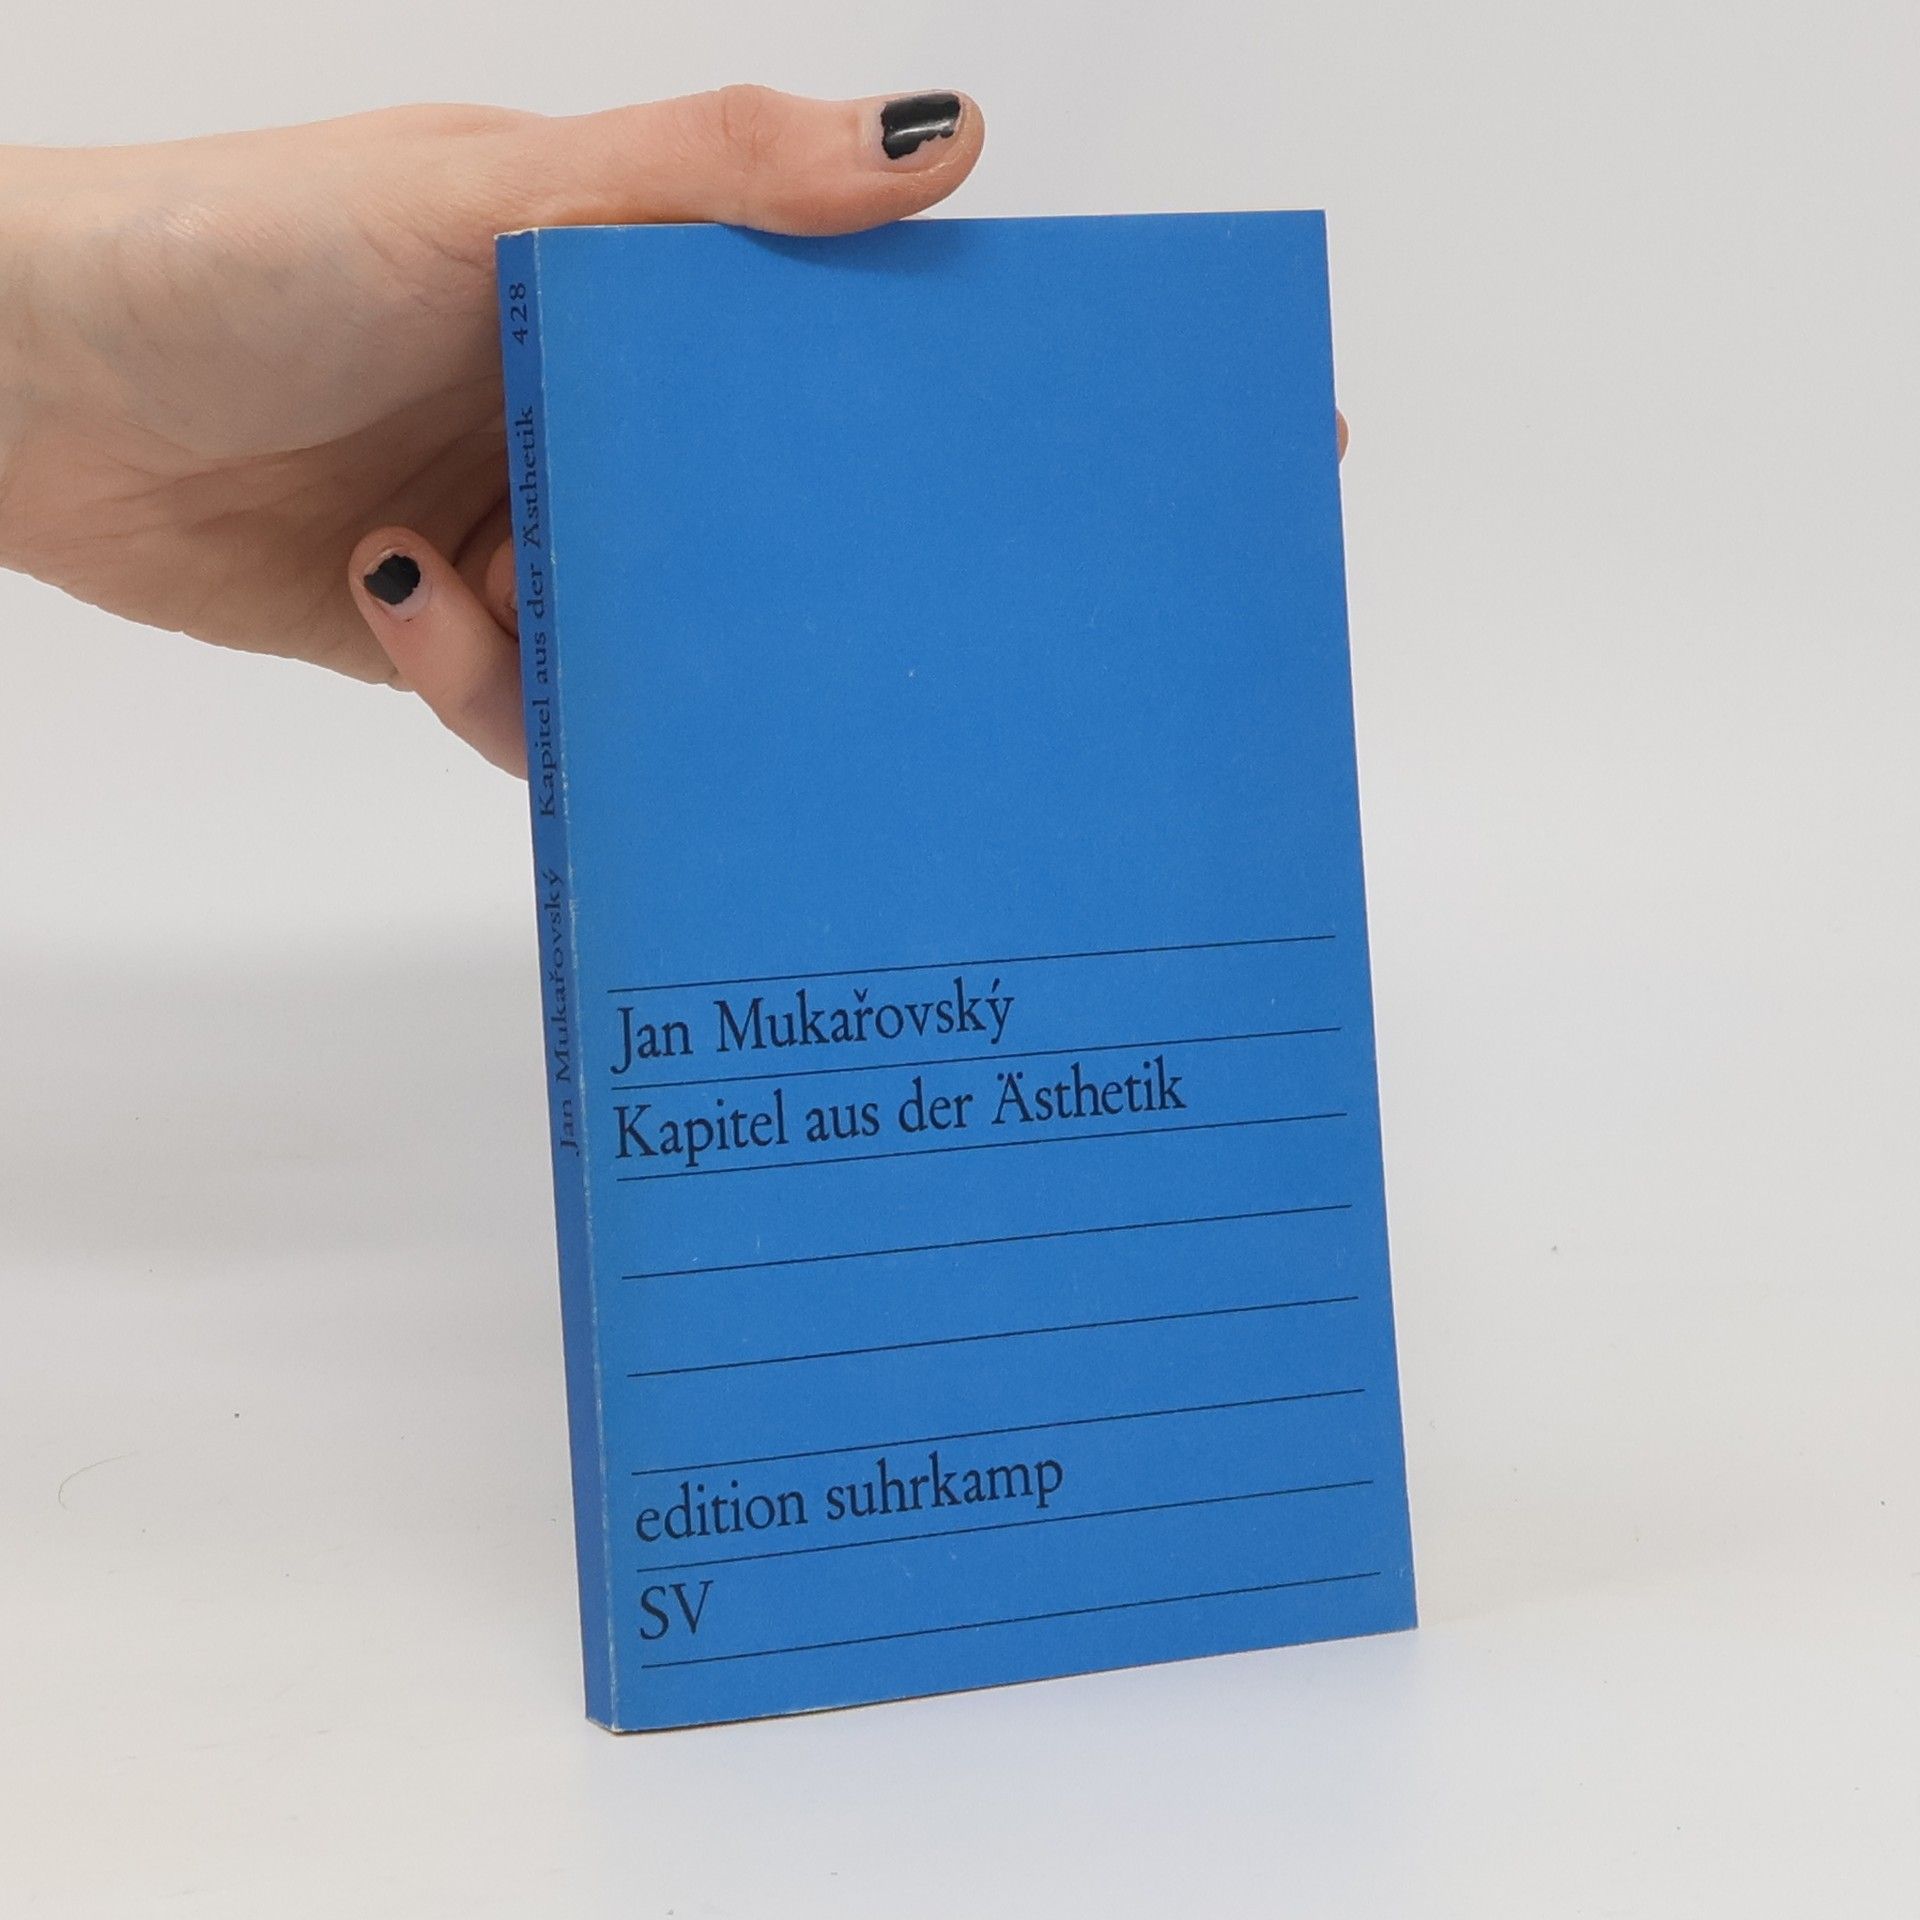 Jan Mukařovský Kapitel aus der Ästhetik 428
Jan Mukařovský
Kapitel aus der Ästhetik
edition suhrkamp
SV